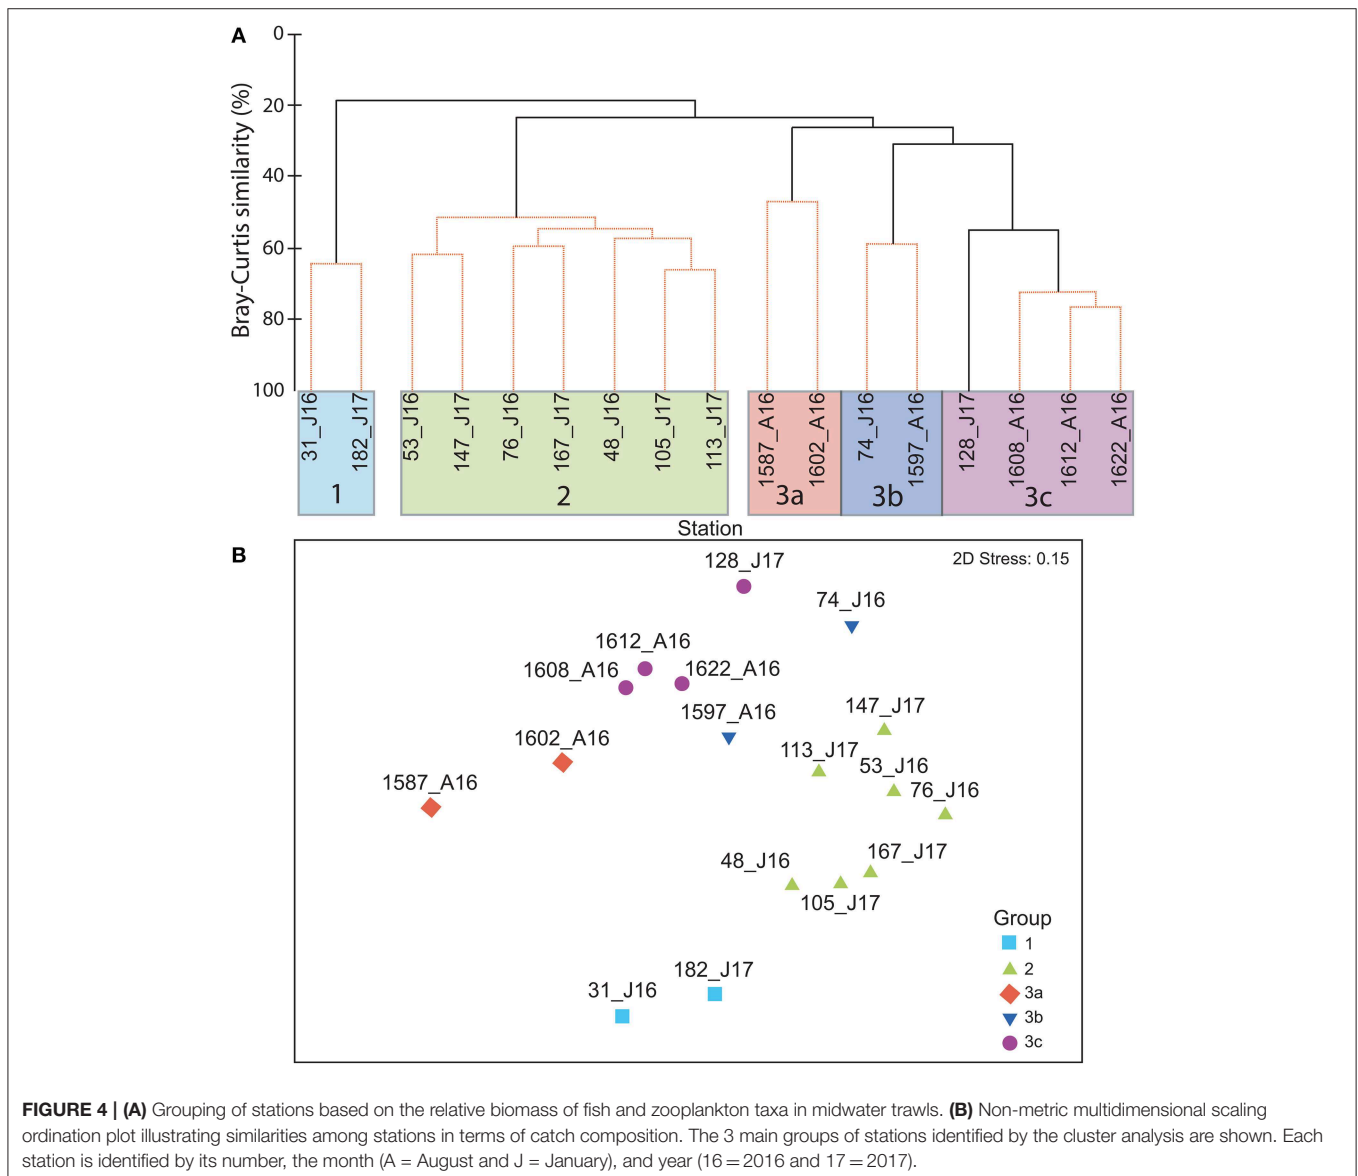 A
0
20
40
60
80
100
Bray-Curtis similarity (%)
31_J16
182_J17
53_J16
147_J17
76_J16
167_J17
48_J16
105_J17
113_J17
1587_A16
1602_A16
74_J16
1597_A16
128_J17
1608_A16
1612_A16
1622_A16
1
2
3a
3b
3c
Station
B
2D Stress: 0.15
128_J17
74_J16
1612_A16
1608_A16
1622_A16
1597_A16
147_J17
1602_A16
113_J17
53_J16
1587_A16
76_J16
48_J16
167_J17
105_J17
182_J17
31_J16
Group
1
2
3a
3b
3c
FIGURE 4 | (A) Grouping of stations based on the relative biomass of fish and zooplankton taxa in midwater trawls. (B) Non-metric multidimensional scaling
ordination plot illustrating similarities among stations in terms of catch composition. The 3 main groups of stations identified by the cluster analysis are shown. Each
station is identified by its number, the month (A = August and J = January), and year (16 = 2016 and 17 = 2017).